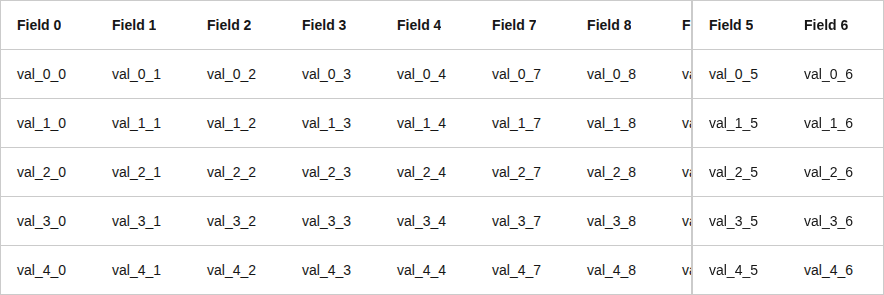 Field 0 Field 1 Field 2 Field 3 Field 4 Field 7 Field 8 Field 5 Field 6
val_0_0 val_0_1 val_0_2 val_0_3 val_0_4 val_0_7 val_0_8 val_0_5 val_0_6
val_1_0 val_1_1 val_1_2 val_1_3 val_1_4 val_1_7 val_1_8 val_1_5 val_1_6
val_2_0 val_2_1 val_2_2 val_2_3 val_2_4 val_2_7 val_2_8 val_2_5 val_2_6
val_3_0 val_3_1 val_3_2 val_3_3 val_3_4 val_3_7 val_3_8 val_3_5 val_3_6
val_4_0 val_4_1 val_4_2 val_4_3 val_4_4 val_4_7 val_4_8 val_4_5 val_4_6